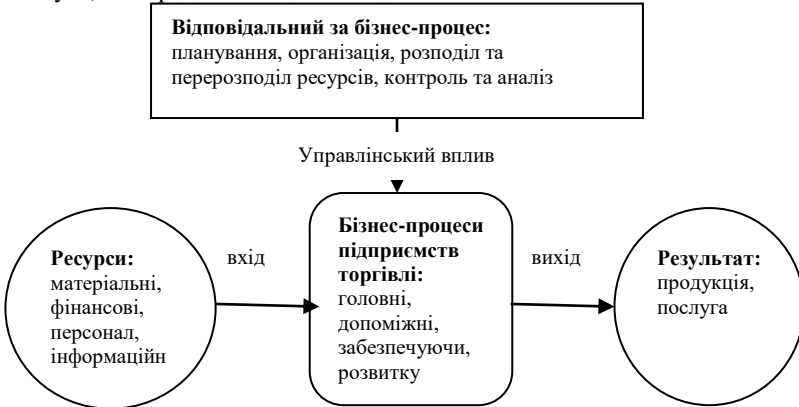 Відповідальний за бізнес-процес:
планування, організація, розподіл та
перерозподіл ресурсів, контроль та аналіз
Управлінський вплив
Ресурси:
матеріальні,
фінансові,
персонал,
інформаційн
вхід
Бізнес-процеси
підприємств
торгівлі:
головні,
допоміжні,
забезпечуючи,
розвитку
вихід
Результат:
продукція,
послуга